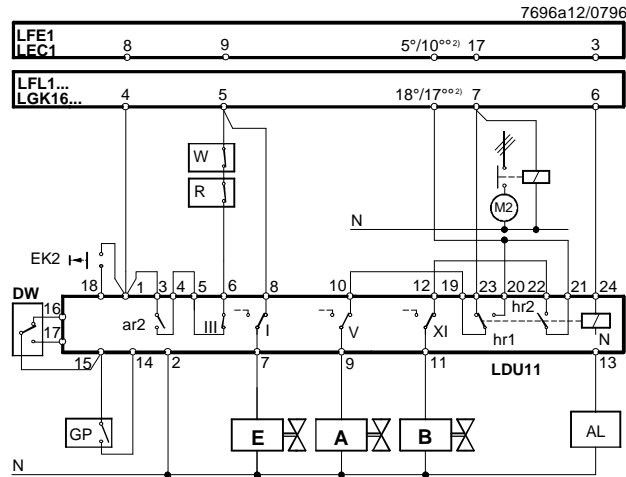 7696a12/0796
LFE1
LEC1
8 9 5°/10°°²⁾ 17 3
LFL1...
LGK16...
4 5 18°/17°°²⁾ 7 6
W
R
M2
N
EK2
18 1 3 4 5 6 8 10 12 19 23 20 22 21 24
DW
16
17
ar2 III I V XI hr1 hr2 N
LDU11
15 14 2 7 9 11 13
GP E A B AL
N